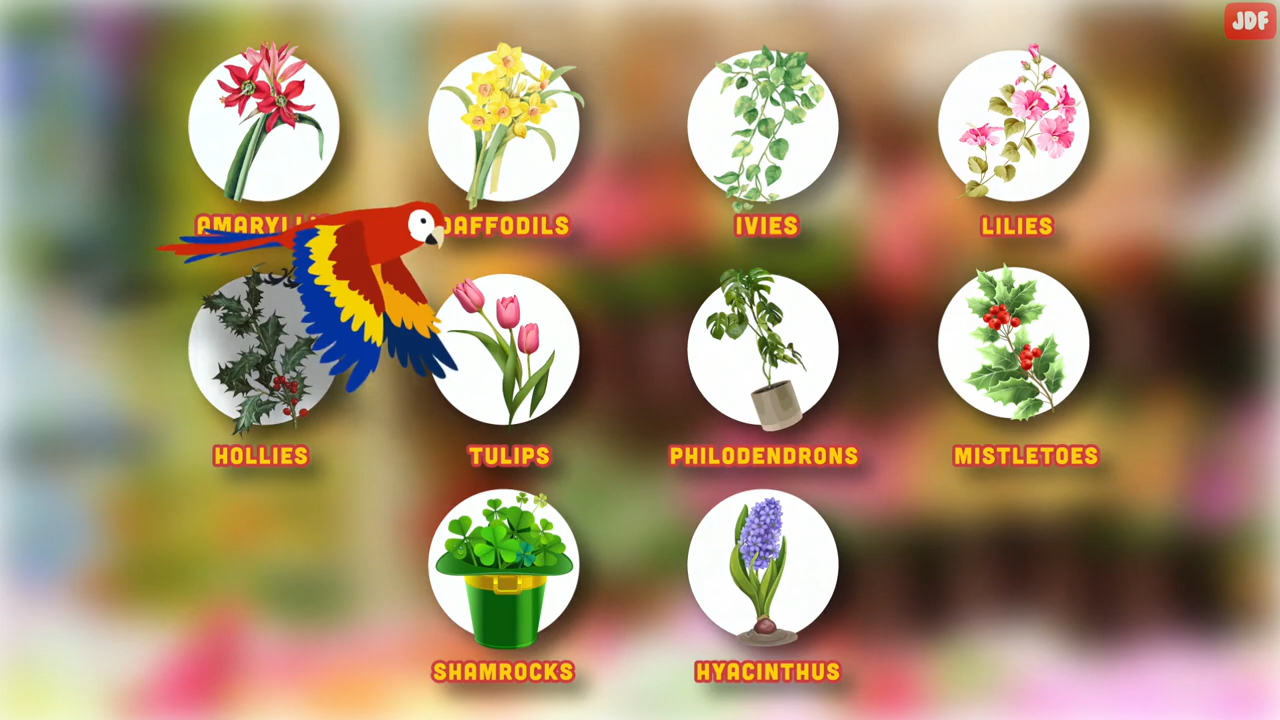 JDF
DAFFODILS
IVIES
LILIES
HOLLIES
TULIPS
PHILODENDRONS
MISTLETOES
SHAMROCKS
HYACINTHUS